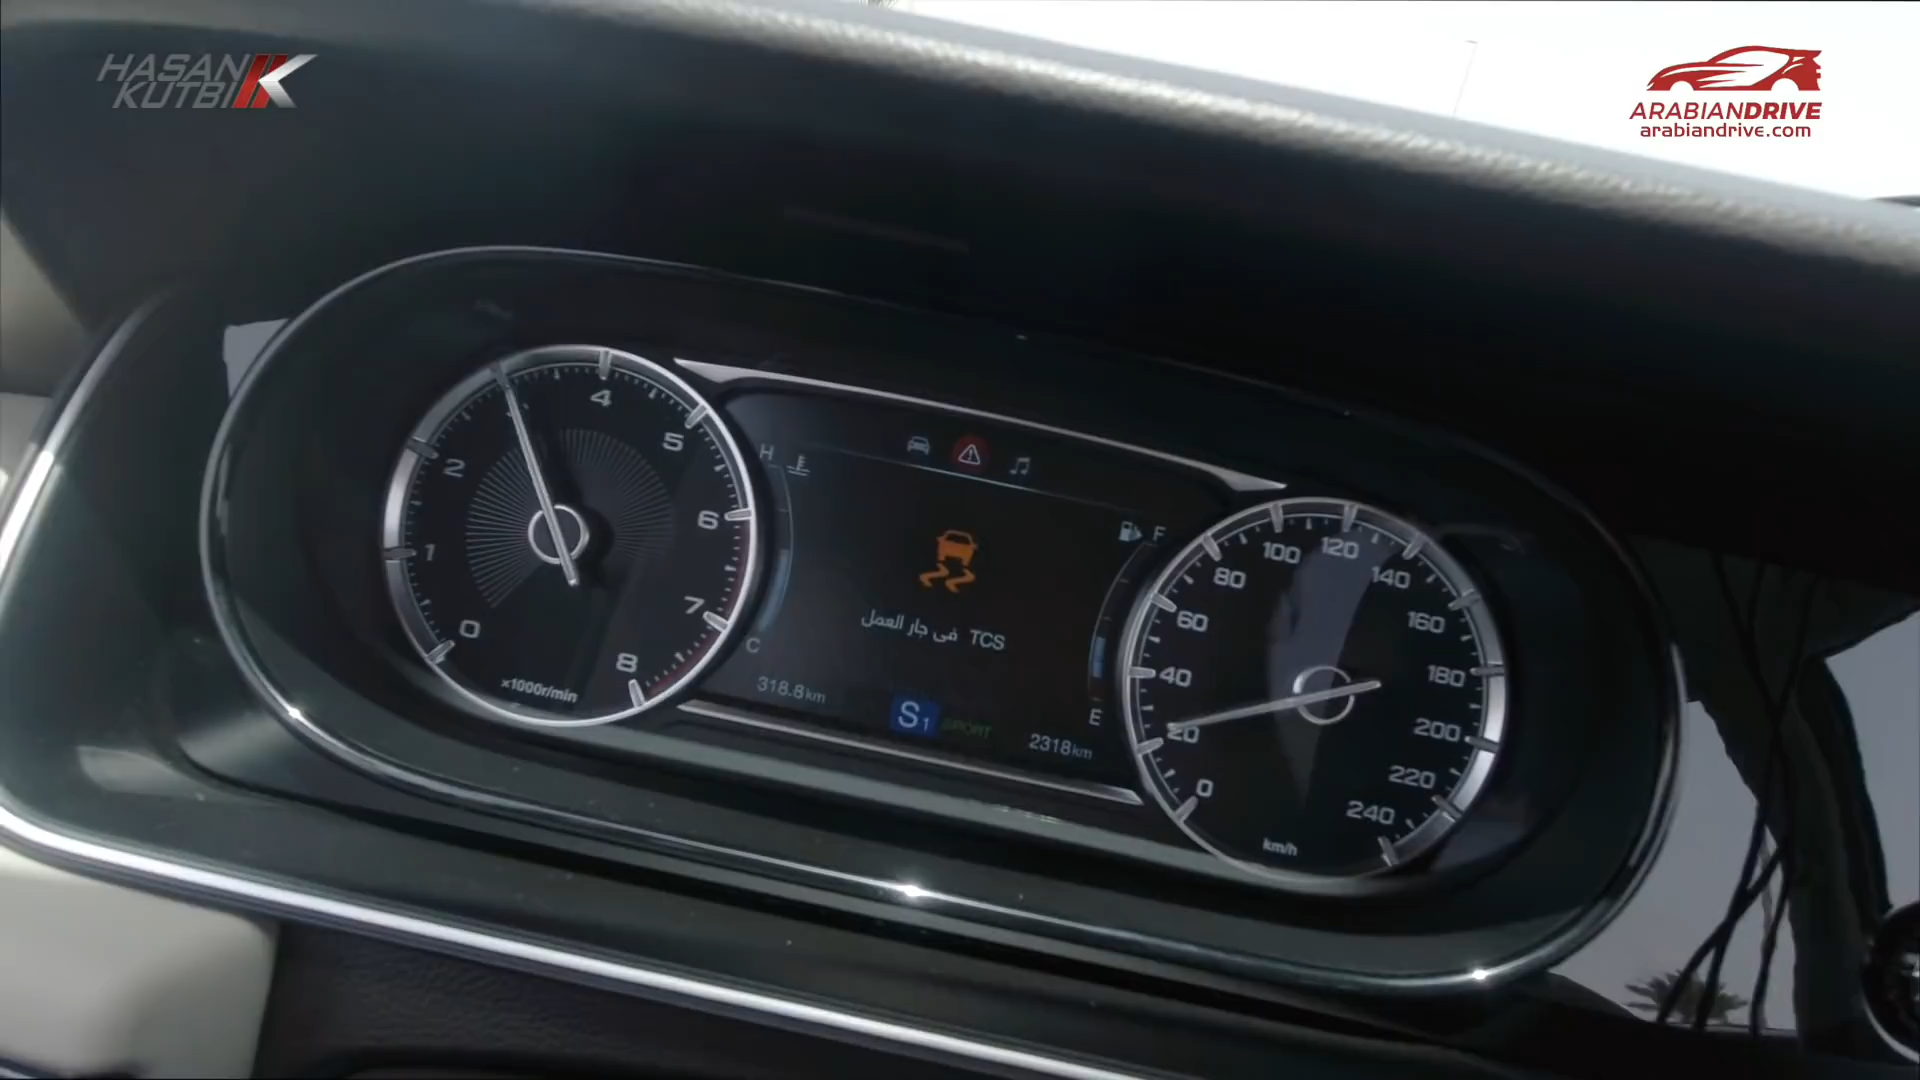 HASAN
KUTBI
ARABIANDRIVE
arabiandrive.com
0
1
2
4
5
6
7
8
x1000r/min
H
C
TCS في جار العمل
318.8km
S1 SPORT
2318km
F
E
0
20
40
60
80
100
120
140
160
180
200
220
240
km/h